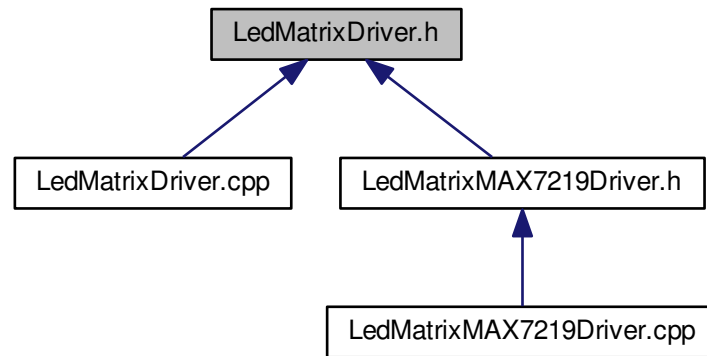 LedMatrixDriver.h
LedMatrixDriver.cpp
LedMatrixMAX7219Driver.h
LedMatrixMAX7219Driver.cpp